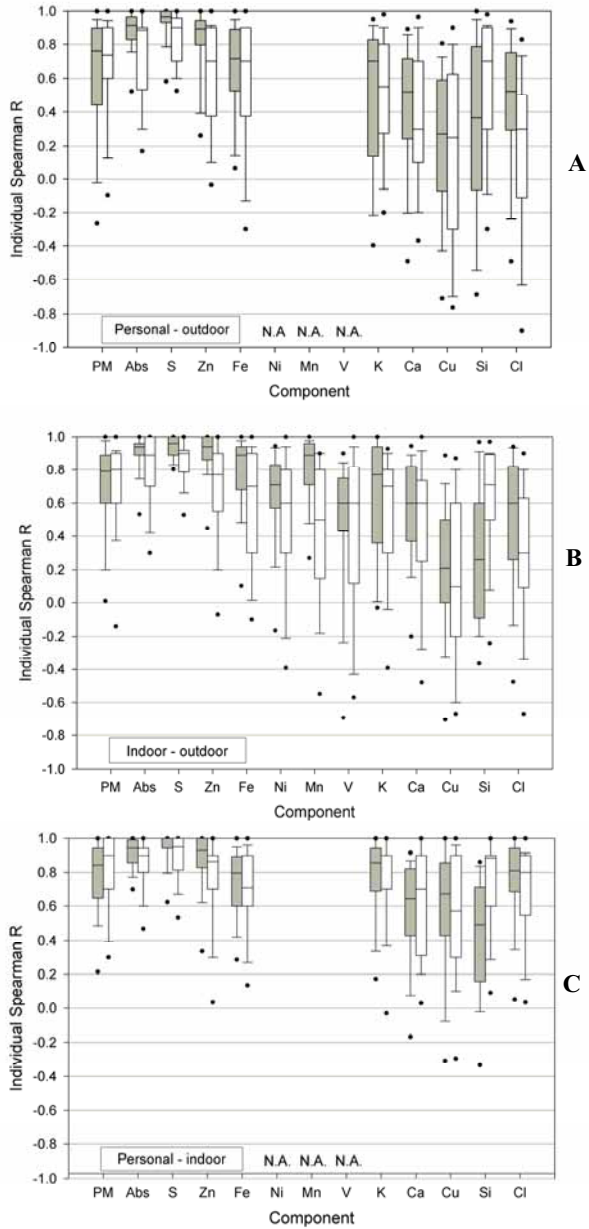 1.0
0.8
0.6
0.4
0.2
0.0
-0.2
-0.4
-0.6
-0.8
-1.0
Individual Spearman R
A
Personal - outdoor
N.A N.A. N.A.
PM Abs S Zn Fe Ni Mn V K Ca Cu Si Cl
Component
1.0
0.8
0.6
0.4
0.2
0.0
-0.2
-0.4
-0.6
-0.8
-1.0
Individual Spearman R
B
Indoor - outdoor
PM Abs S Zn Fe Ni Mn V K Ca Cu Si Cl
Component
1.0
0.8
0.6
0.4
0.2
0.0
-0.2
-0.4
-0.6
-0.8
-1.0
Individual Spearman R
C
Personal - indoor
N.A. N.A. N.A.
PM Abs S Zn Fe Ni Mn V K Ca Cu Si Cl
Component